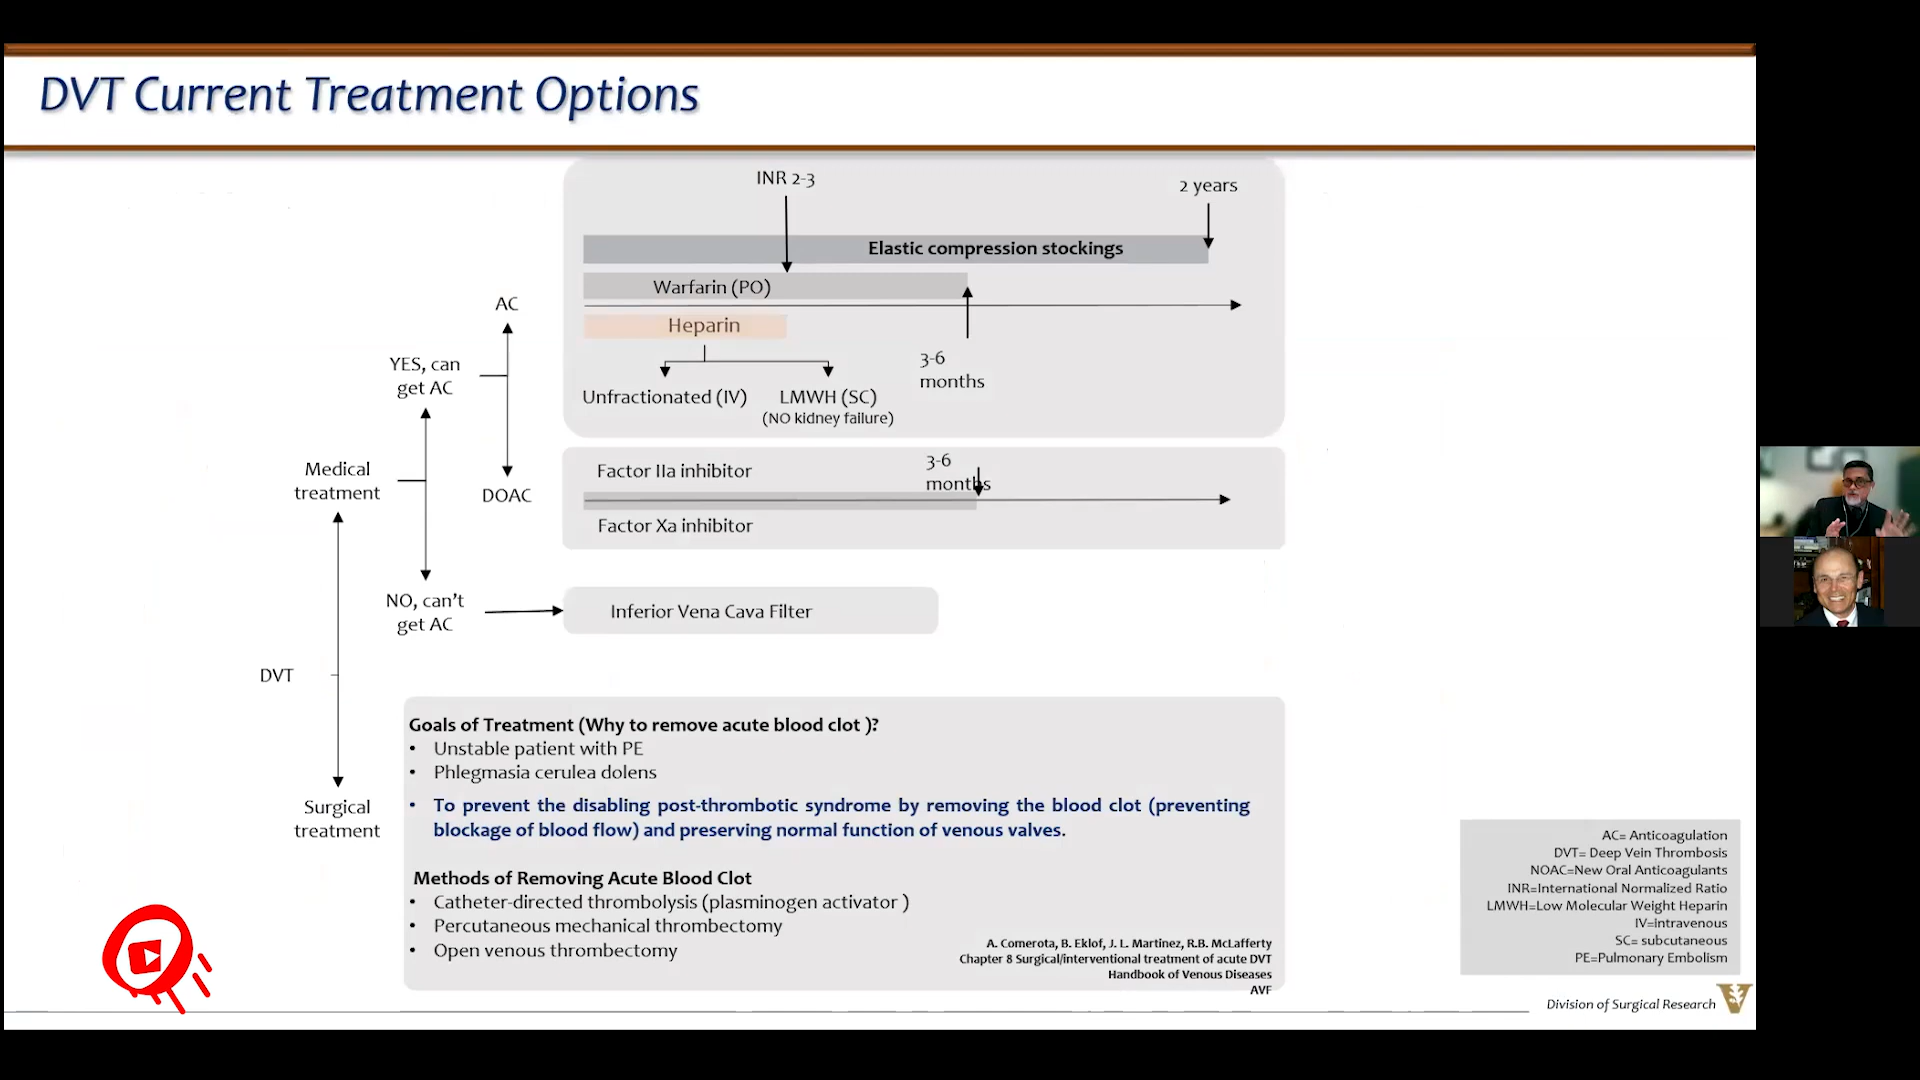 DVT Current Treatment Options
INR 2-3
2 years
Elastic compression stockings
Warfarin (PO)
AC
Heparin
YES, can
get AC
3-6
months
Unfractionated (IV)
LMWH (SC)
(NO kidney failure)
Medical
treatment
3-6
months
Factor IIa inhibitor
DOAC
Factor Xa inhibitor
NO, can't
get AC
Inferior Vena Cava Filter
DVT
Surgical
treatment
Goals of Treatment (Why to remove acute blood clot )?
• Unstable patient with PE
• Phlegmasia cerulea dolens
• To prevent the disabling post-thrombotic syndrome by removing the blood clot (preventing
blockage of blood flow) and preserving normal function of venous valves.
Methods of Removing Acute Blood Clot
• Catheter-directed thrombolysis (plasminogen activator )
• Percutaneous mechanical thrombectomy
• Open venous thrombectomy
A. Comerota, B. Eklof, J. L. Martinez, R.B. McLafferty
Chapter 8 Surgical/interventional treatment of acute DVT
Handbook of Venous Diseases
AVF
AC= Anticoagulation
DVT= Deep Vein Thrombosis
NOAC=New Oral Anticoagulants
INR=International Normalized Ratio
LMWH=Low Molecular Weight Heparin
IV=intravenous
SC= subcutaneous
PE=Pulmonary Embolism
Division of Surgical Research